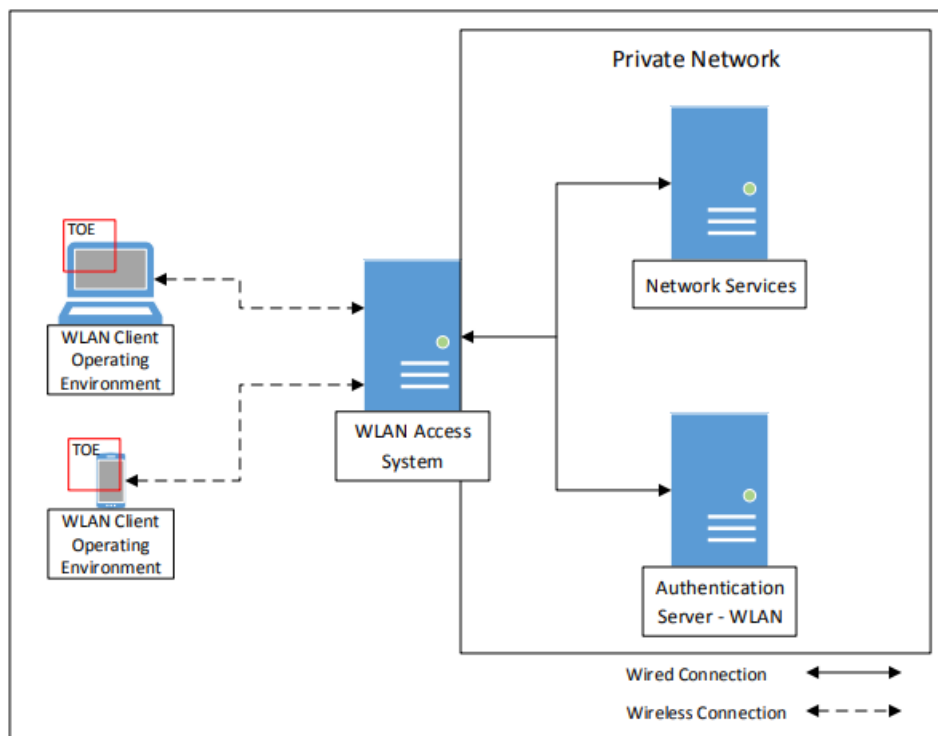 Private Network
TOE
WLAN Client
Operating
Environment
TOE
WLAN Client
Operating
Environment
WLAN Access
System
Network Services
Authentication
Server - WLAN
Wired Connection
Wireless Connection